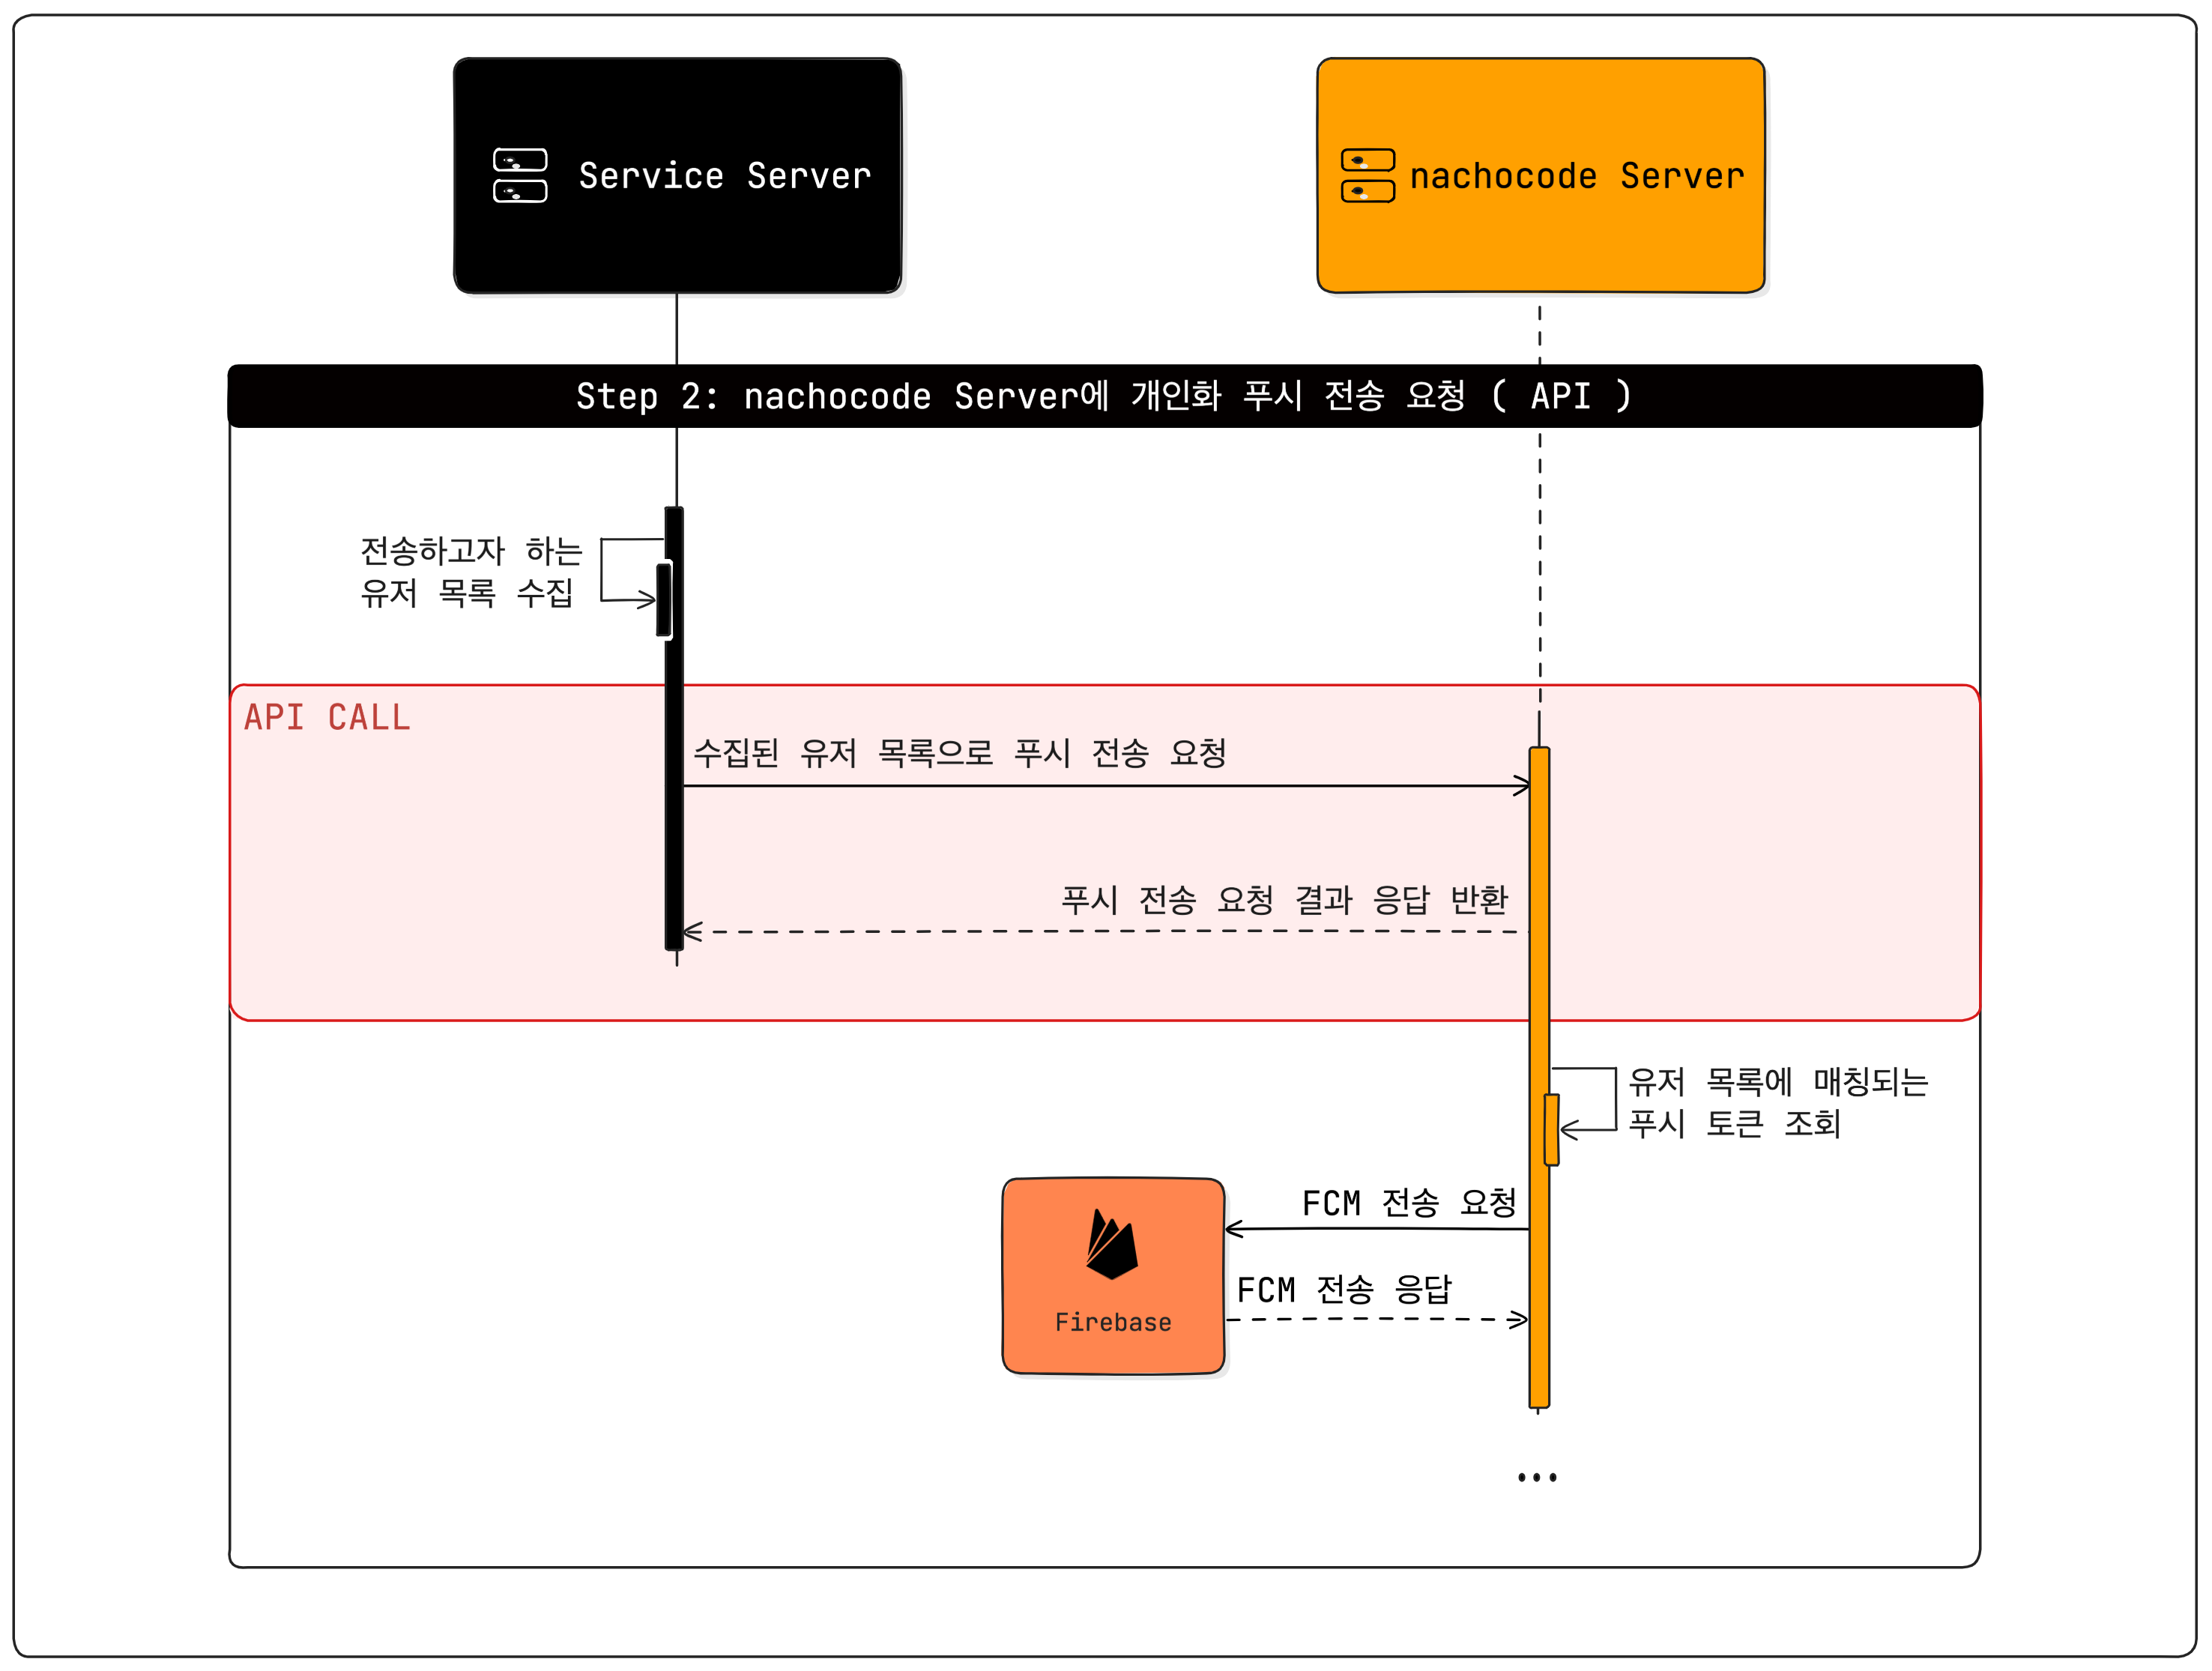 Service Server
nachocode Server
Step 2: nachocode Server에 개인화 푸시 전송 요청 ( API )
전송하고자 하는
유저 목록 수집
API CALL
수집된 유저 목록으로 푸시 전송 요청
푸시 전송 요청 결과 응답 반환
유저 목록에 매칭되는
푸시 토큰 조회
FCM 전송 요청
FCM 전송 응답
Firebase
...